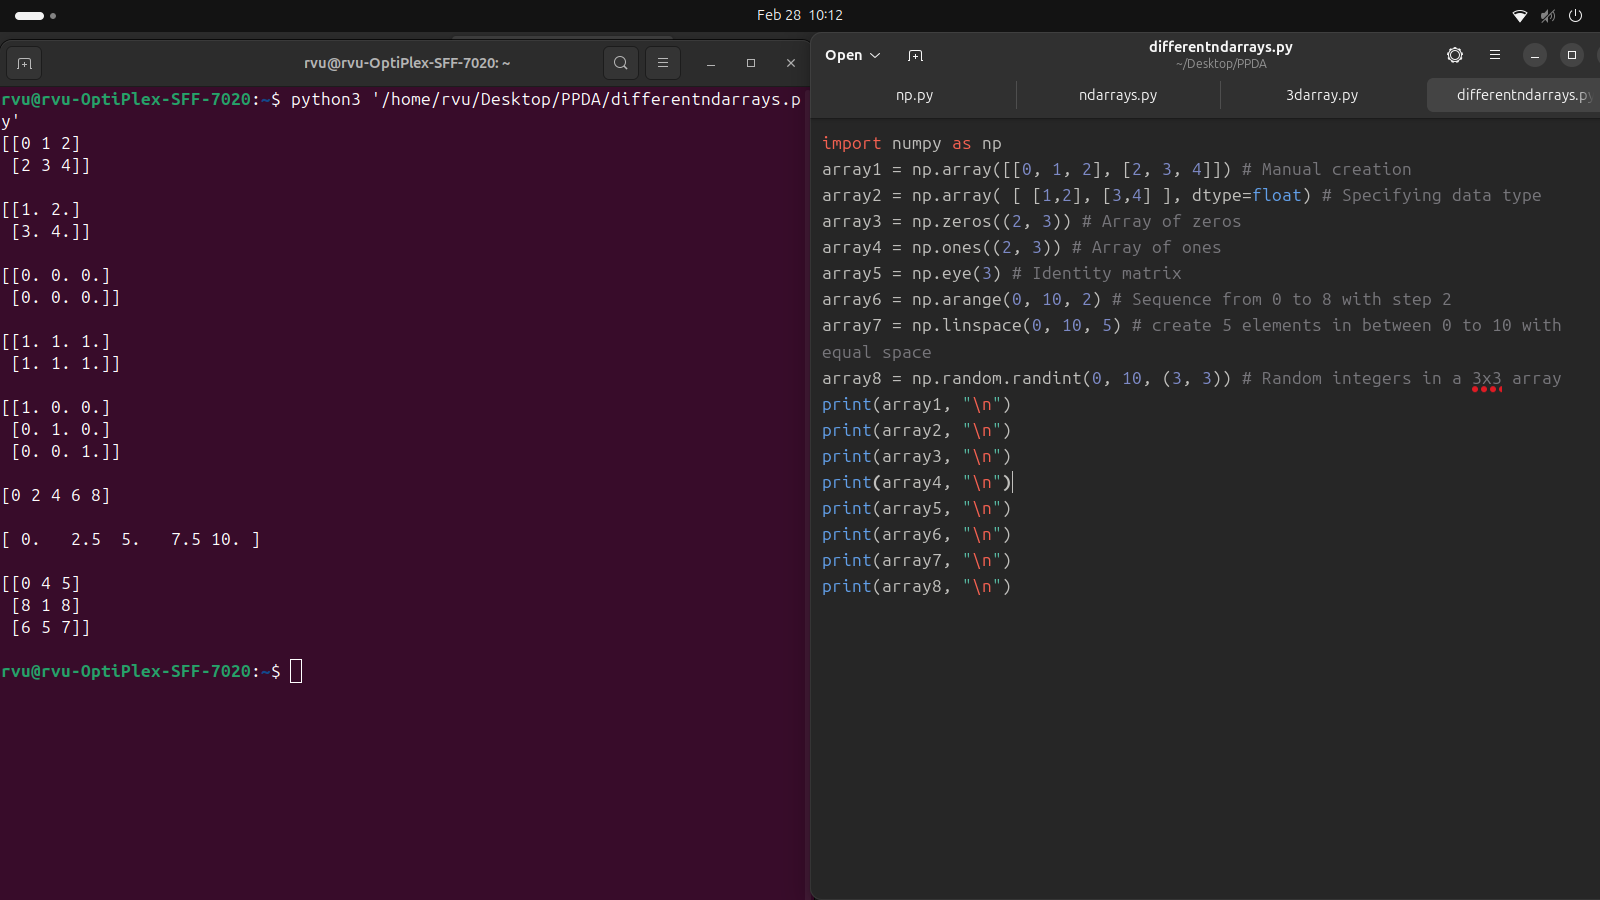 Feb 28 10:12
rvu@rvu-OptiPlex-SFF-7020: ~
rvu@rvu-OptiPlex-SFF-7020:~$ python3 '/home/rvu/Desktop/PPDA/differentndarrays.p
y'
[[0 1 2]
 [2 3 4]]
[[1. 2.]
 [3. 4.]]
[[0. 0. 0.]
 [0. 0. 0.]]
[[1. 1. 1.]
 [1. 1. 1.]]
[[1. 0. 0.]
 [0. 1. 0.]
 [0. 0. 1.]]
[0 2 4 6 8]
[ 0.   2.5  5.   7.5 10. ]
[[0 4 5]
 [8 1 8]
 [6 5 7]]
rvu@rvu-OptiPlex-SFF-7020:~$
Open
differentndarrays.py
~/Desktop/PPDA
np.py
ndarrays.py
3darray.py
differentndarrays.py
import numpy as np
array1 = np.array([[0, 1, 2], [2, 3, 4]]) # Manual creation
array2 = np.array( [ [1,2], [3,4] ], dtype=float) # Specifying data type
array3 = np.zeros((2, 3)) # Array of zeros
array4 = np.ones((2, 3)) # Array of ones
array5 = np.eye(3) # Identity matrix
array6 = np.arange(0, 10, 2) # Sequence from 0 to 8 with step 2
array7 = np.linspace(0, 10, 5) # create 5 elements in between 0 to 10 with
equal space
array8 = np.random.randint(0, 10, (3, 3)) # Random integers in a 3x3 array
print(array1, "\n")
print(array2, "\n")
print(array3, "\n")
print(array4, "\n")
print(array5, "\n")
print(array6, "\n")
print(array7, "\n")
print(array8, "\n")